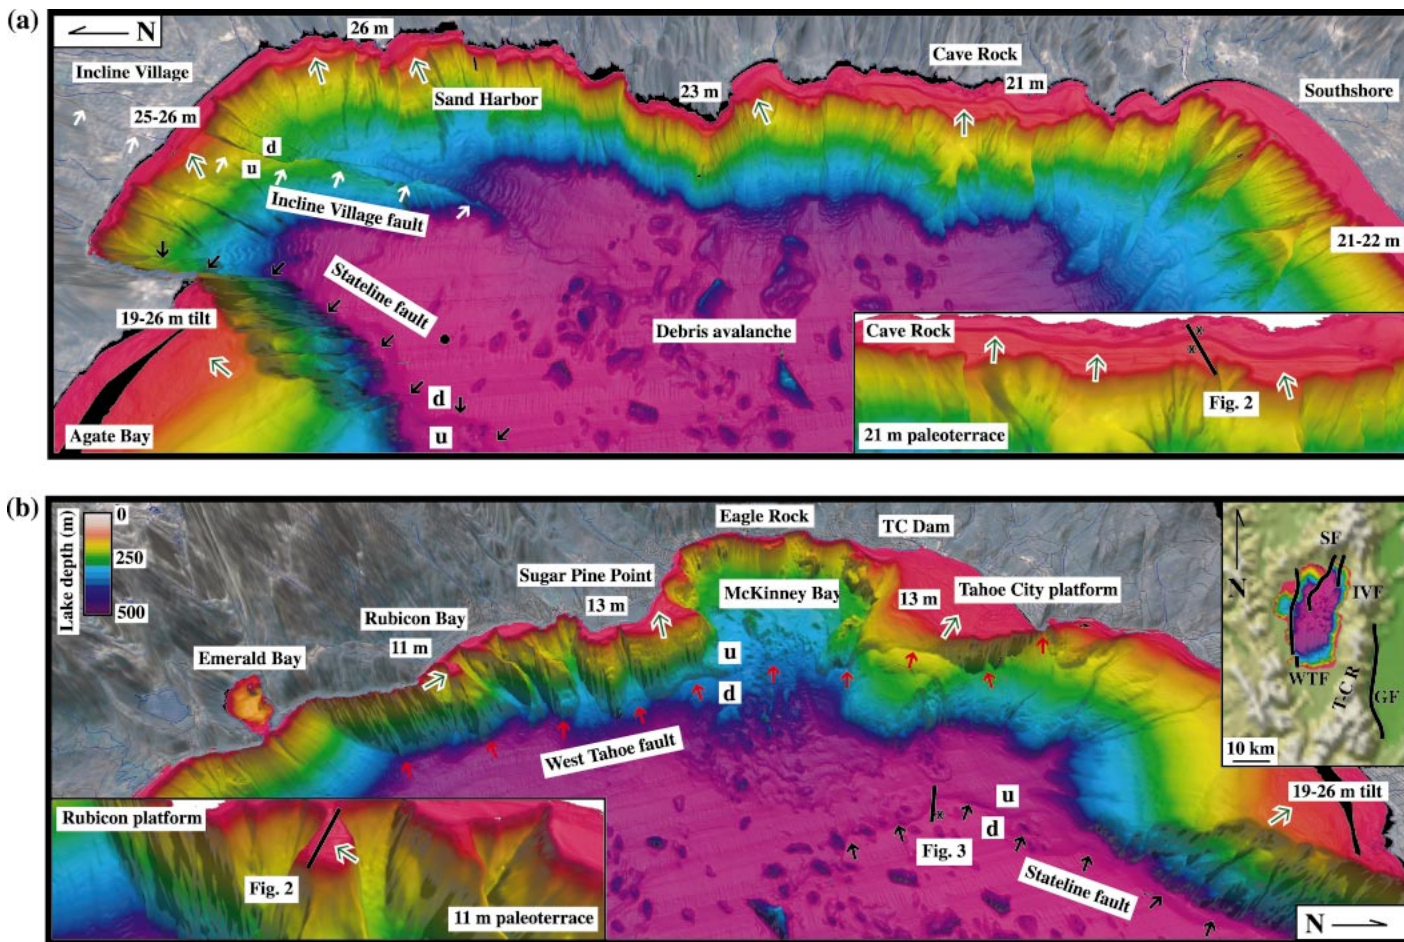 (a)
N
26 m
Incline Village
Cave Rock
21 m
Southshore
Sand Harbor
23 m
25-26 m
d
u
Incline Village fault
21-22 m
Stateline fault
19-26 m tilt
Debris avalanche
Cave Rock
d
u
Fig. 2
Agate Bay
21 m paleoterrace
(b)
Lake depth (m)
0
250
500
Eagle Rock
TC Dam
Sugar Pine Point
13 m
McKinney Bay
13 m
Tahoe City platform
Rubicon Bay
11 m
Emerald Bay
u
d
West Tahoe fault
N
SF
IVF
WTF
T-C R
GF
10 km
19-26 m tilt
u
d
Fig. 3
Stateline fault
Rubicon platform
Fig. 2
11 m paleoterrace
N